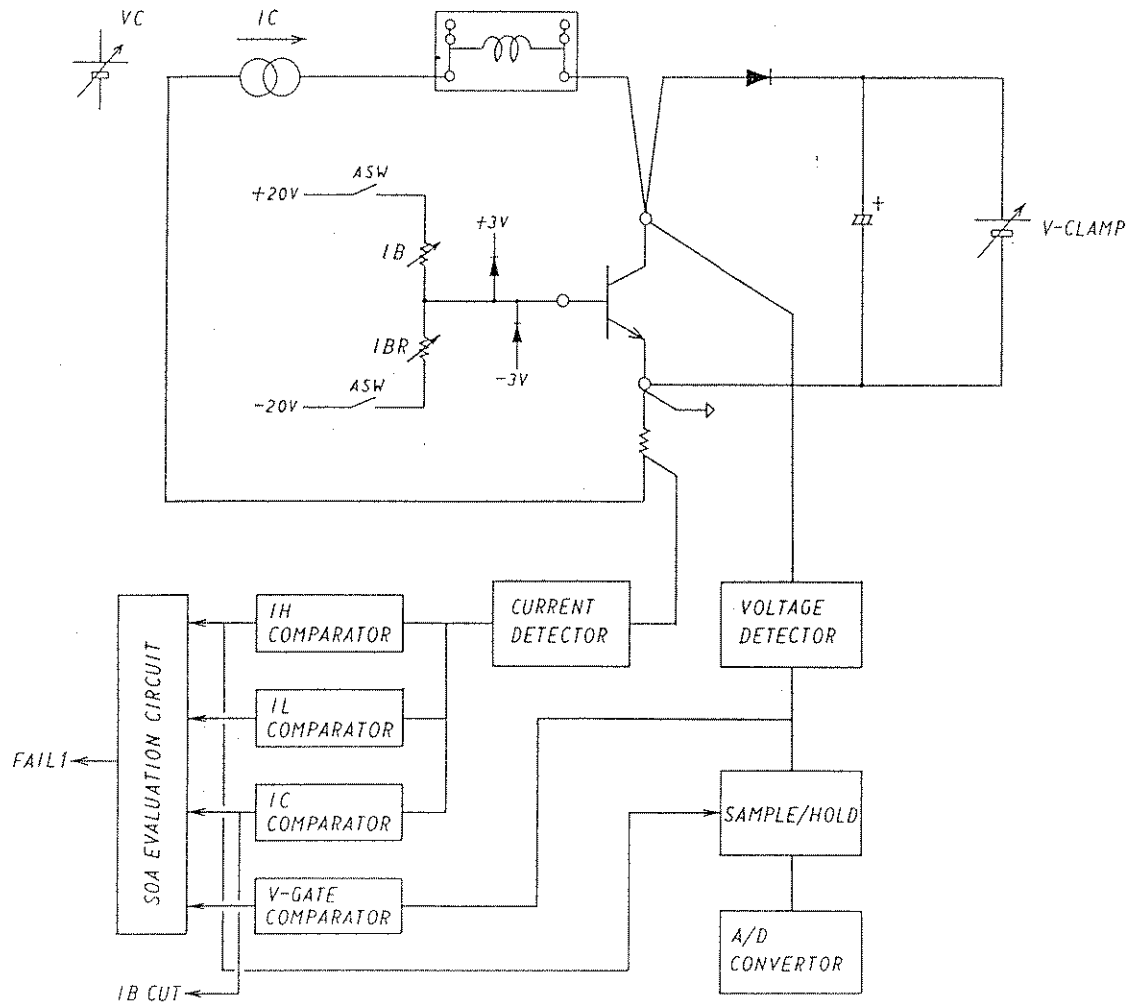 VC
IC
ASW
+20V
+3V
IB
+
V-CLAMP
IBR
-3V
ASW
-20V
IH
COMPARATOR
CURRENT
DETECTOR
VOLTAGE
DETECTOR
SOA EVALUATION CIRCUIT
IL
COMPARATOR
FAIL1
IC
COMPARATOR
SAMPLE/HOLD
V-GATE
COMPARATOR
A/D
CONVERTOR
IB CUT